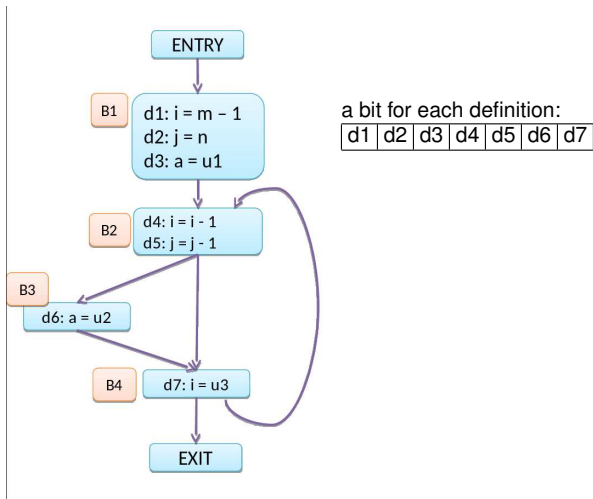 ENTRY
B1
d1: i = m – 1
d2: j = n
d3: a = u1
a bit for each definition:
d1 d2 d3 d4 d5 d6 d7
B2
d4: i = i - 1
d5: j = j - 1
B3
d6: a = u2
B4
d7: i = u3
EXIT